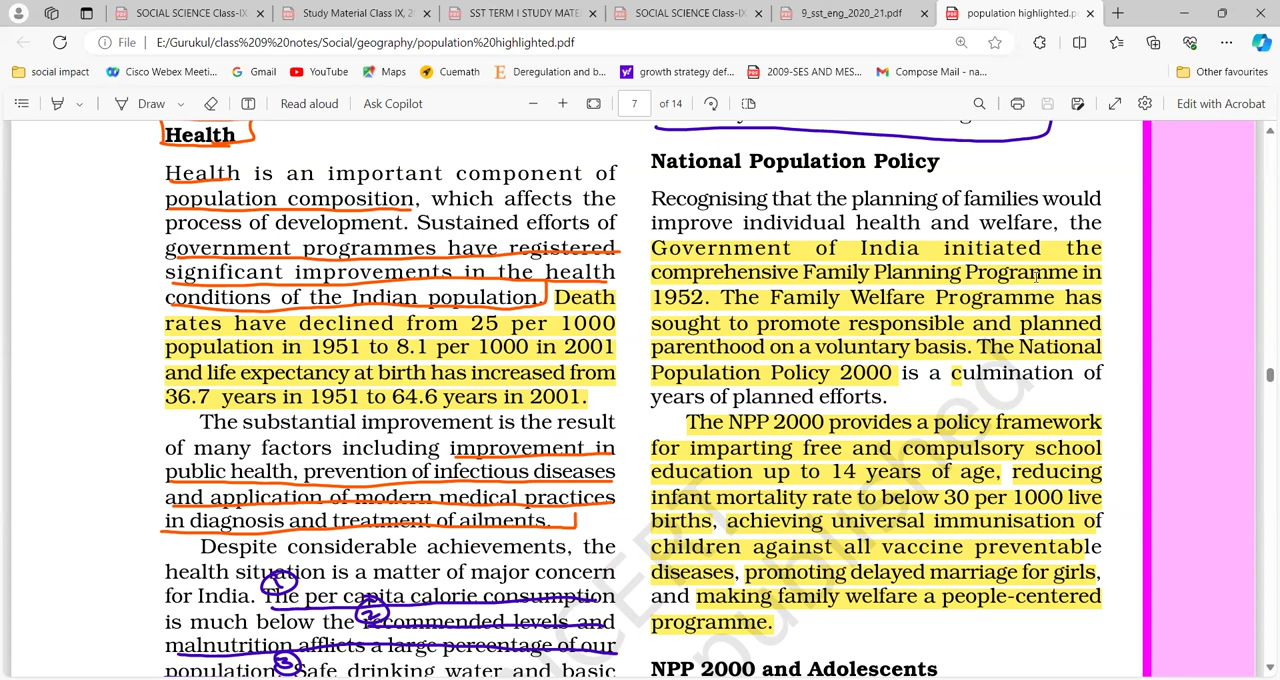 SOCIAL SCIENCE Class-IX
Study Material Class IX, 2
SST TERM I STUDY MATE
SOCIAL SCIENCE Class-IX
9_sst_eng_2020_21.pdf
population highlighted.p
File
E:/Gurukul/class%209%20notes/Social/geography/population%20highlighted.pdf
social impact
Cisco Webex Meeti...
Gmail
YouTube
Maps
Cuemath
Deregulation and b...
growth strategy def...
2009-SES AND MES...
Compose Mail - na...
Other favourites
Draw
Read aloud
Ask Copilot
7
of 14
Edit with Acrobat
Health
Health is an important component of
population composition, which affects the
process of development. Sustained efforts of
government programmes have registered
significant improvements in the health
conditions of the Indian population. Death
rates have declined from 25 per 1000
population in 1951 to 8.1 per 1000 in 2001
and life expectancy at birth has increased from
36.7 years in 1951 to 64.6 years in 2001.
The substantial improvement is the result
of many factors including improvement in
public health, prevention of infectious diseases
and application of modern medical practices
in diagnosis and treatment of ailments.
Despite considerable achievements, the
health situation is a matter of major concern
for India. The per capita calorie consumption
is much below the recommended levels and
malnutrition afflicts a large percentage of our
population. Safe drinking water and basic
1
2
3
National Population Policy
Recognising that the planning of families would
improve individual health and welfare, the
Government of India initiated the
comprehensive Family Planning Programme in
1952. The Family Welfare Programme has
sought to promote responsible and planned
parenthood on a voluntary basis. The National
Population Policy 2000 is a culmination of
years of planned efforts.
The NPP 2000 provides a policy framework
for imparting free and compulsory school
education up to 14 years of age, reducing
infant mortality rate to below 30 per 1000 live
births, achieving universal immunisation of
children against all vaccine preventable
diseases, promoting delayed marriage for girls,
and making family welfare a people-centered
programme.
NPP 2000 and Adolescents
NCERT
published